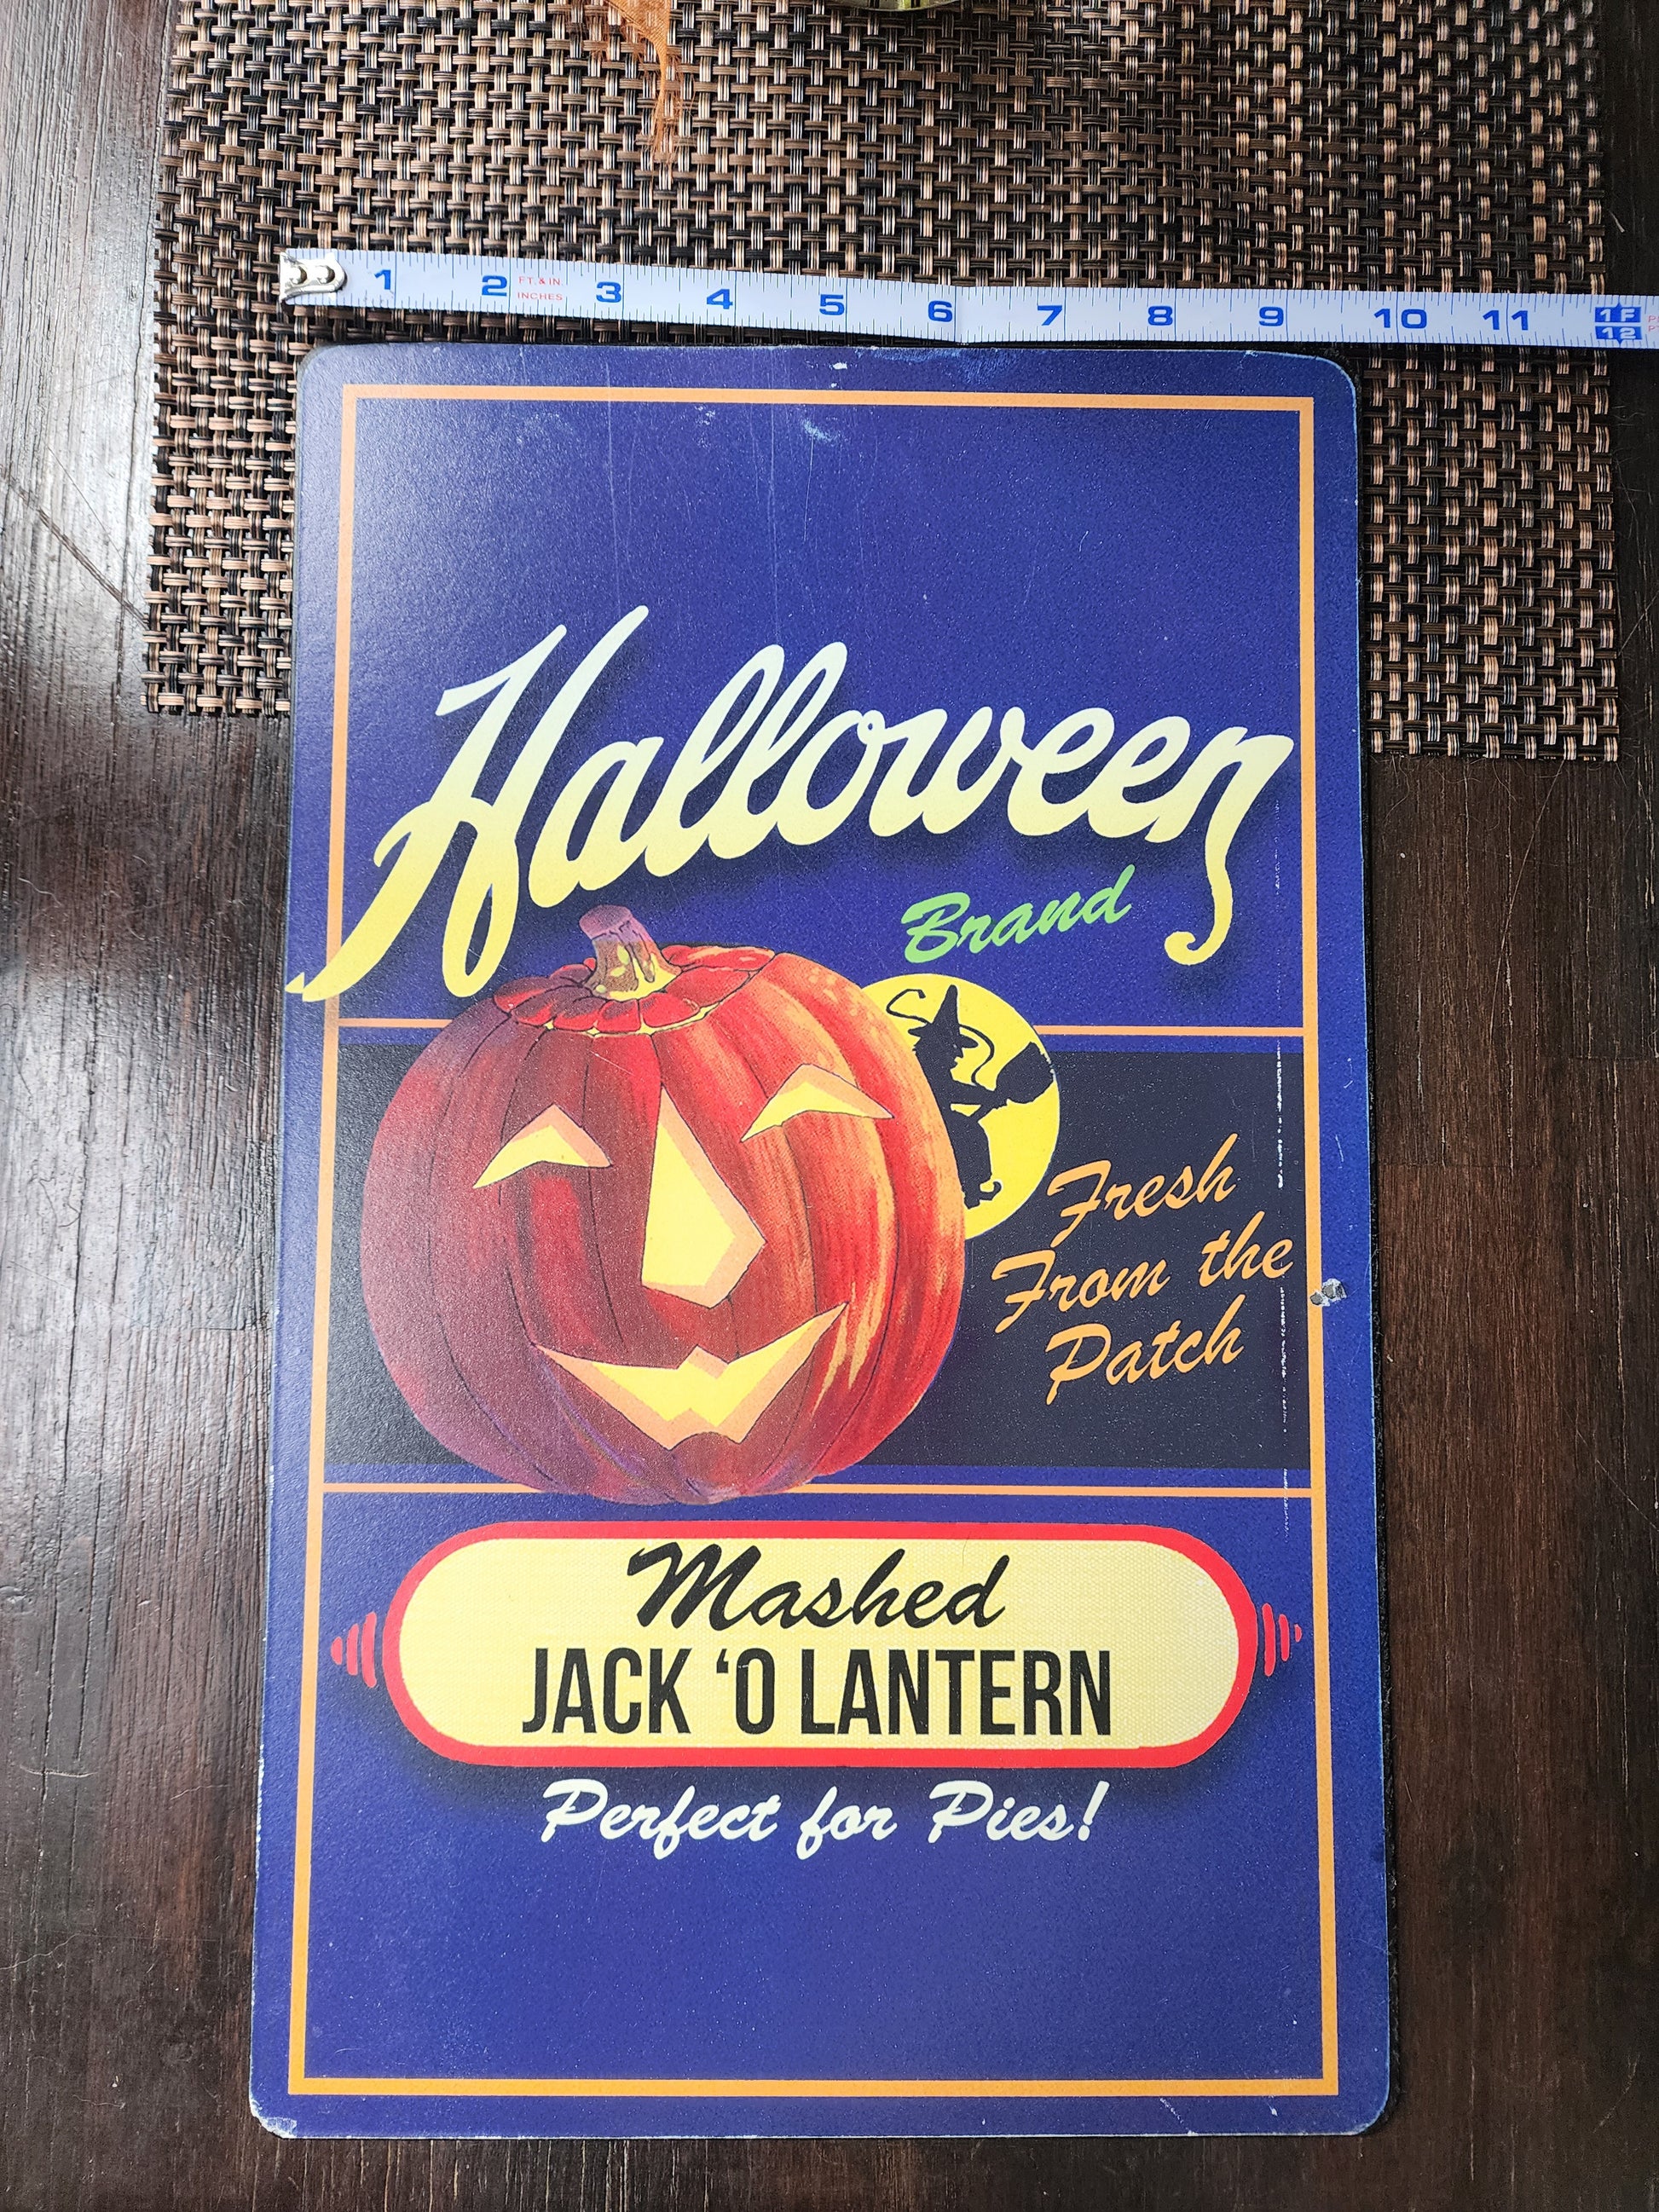 1 2 FT. & IN. 3 4 5 6 7 8 9 10 11 1F
INCHES 12
Halloween
Brand
Fresh
From the
Patch
Mashed
JACK ‘O LANTERN
Perfect for Pies!